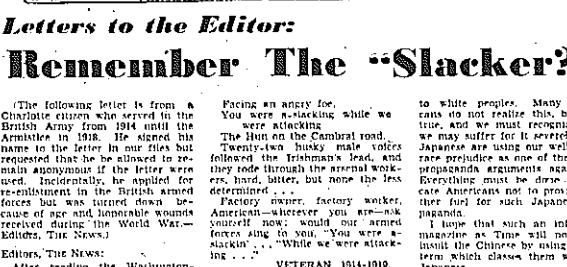 Letters to the Editor:
Remember The "Slacker?
(The following letter is from a
Charlotte citizen who served in the
British Army from 1914 until the
Armistice in 1918. He signed his
name to the letter in our files but
requested that he be allowed to re-
main anonymous if the letter were
used. Incidentally, he applied for
re-enlistment in the British armed
forces but was turned down be-
cause of age and honorable wounds
received during the World War.—
Editors, THE NEWS.)
Editors, THE NEWS:
After reading the Washington-
Facing an angry foe,
You were a-slacking while we
were attacking
The Hun on the Cambrai road.
Twenty-two husky male voices
followed the Irishman's lead, and
they rode through the arsenal work-
ers, hard, bitter, but none the less
determined . . .
Factory owner, factory worker,
American—wherever you are—ask
yourself now: would our armed
forces sing to you, "You were a-
slackin' . . . "While we were attack-
ing . . ."
VETERAN, 1914-1919.
to white peoples. Many
cans do not realize this, b
true, and we must recogni
we may suffer for it severel
Japanese are using our well
race prejudice as one of the
propaganda arguments aga
Everything must be done
cate Americans not to prov
ther fuel for such Japane
paganda.
I hope that such an inf
magazine as Time will no
insult the Chinese by using
term which classes them w
Japanese.